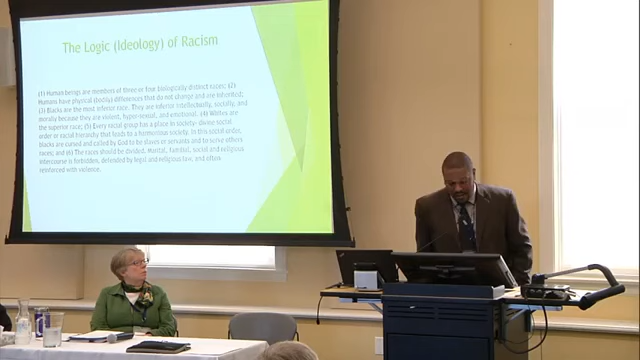 The Logic (Ideology) of Racism
(1) Human beings are members of three or four biologically distinct races; (2)
Humans have physical (bodily) differences that do not change and are inherited;
(3) Blacks are the most inferior race. They are inferior intellectually, socially, and
morally because they are violent, hyper-sexual, and emotional. (4) Whites are
the superior race; (5) Every racial group has a place in society- divine social
order or racial hierarchy that leads to a harmonious society. In this social order,
blacks are cursed and called by God to be slaves or servants and to serve others
races; and (6) The races should be divided. Marital, familial, social and religious
intercourse is forbidden, defended by legal and religious law, and often
reinforced with violence.